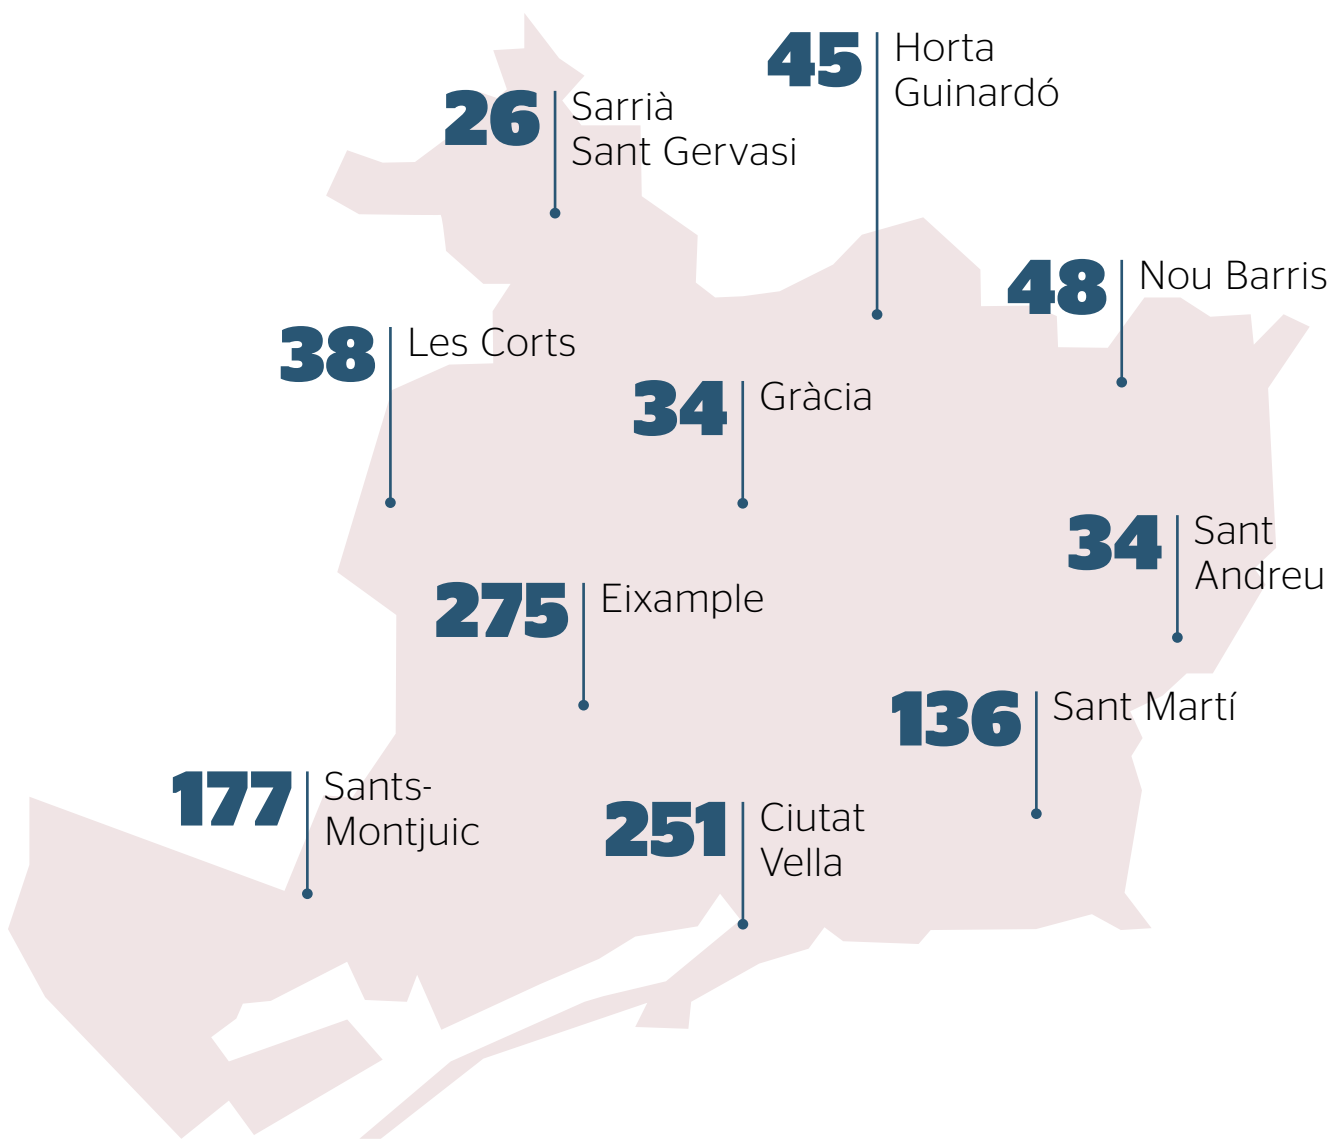 45 Horta
Guinardó
26 Sarrià
Sant Gervasi
48 Nou Barris
38 Les Corts
34 Gràcia
34 Sant
Andreu
275 Eixample
136 Sant Martí
177 Sants-
Montjuic
251 Ciutat
Vella